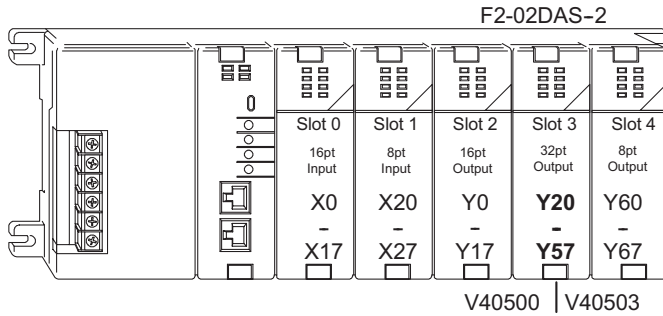 F2-02DAS-2
Slot 0 Slot 1 Slot 2 Slot 3 Slot 4
16pt 8pt 16pt 32pt 8pt
Input Input Output Output Output
X0 X20 Y0 Y20 Y60
- - - - -
X17 X27 Y17 Y57 Y67
V40500 V40503